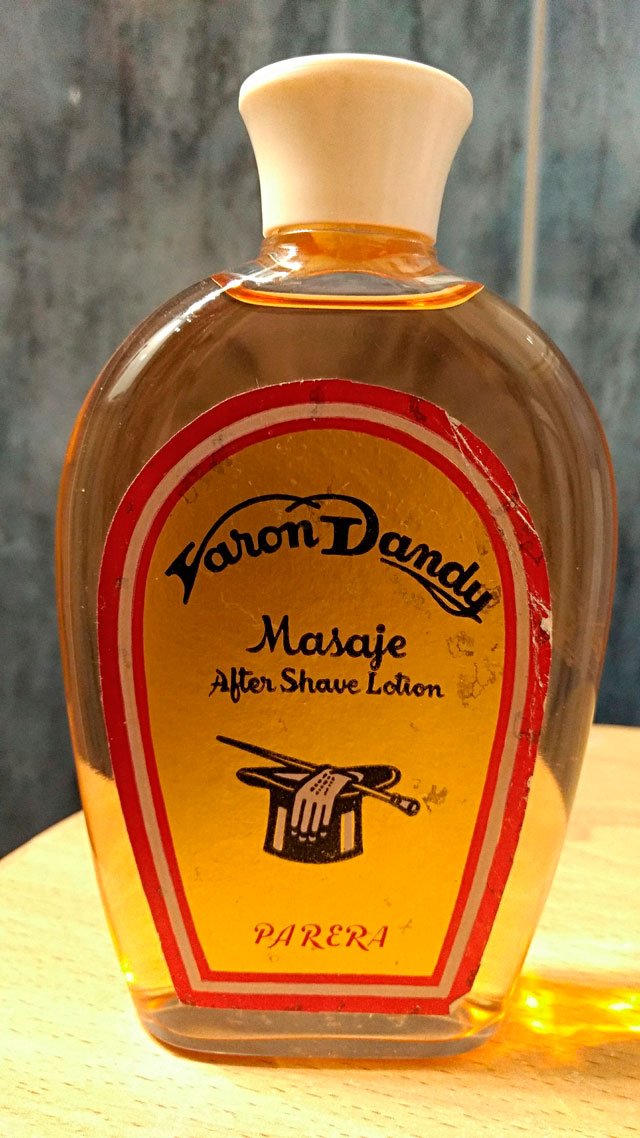 Varon Dandy
Masaje
After Shave Lotion
PARERA